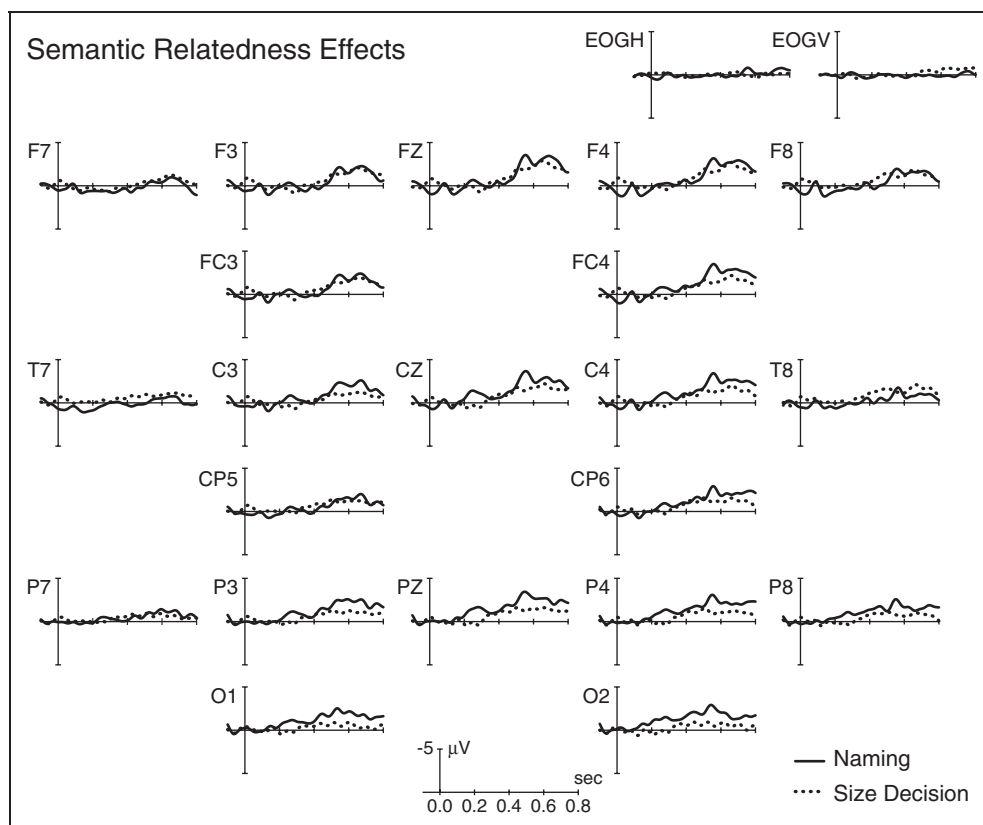 Semantic Relatedness Effects
EOGH EOGV
F7 F3 FZ F4 F8
FC3 FC4
T7 C3 CZ C4 T8
CP5 CP6
P7 P3 PZ P4 P8
O1 O2
-5 μV
sec
0.0 0.2 0.4 0.6 0.8
Naming
Size Decision